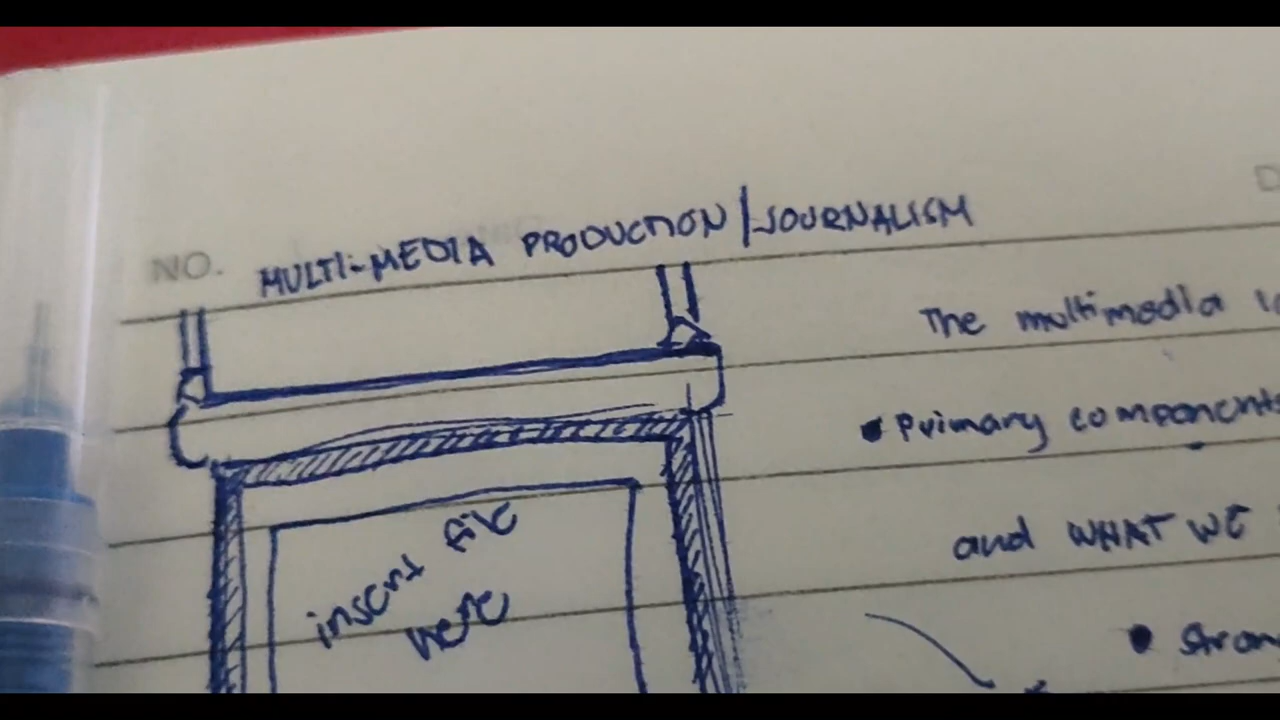 NO. MULTI-MEDIA PRODUCTION/JOURNALISM
The multimedia
• Primary components
and WHAT WE
insert file
here